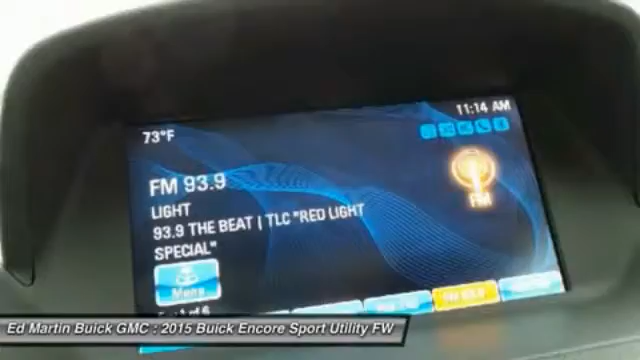 11:14 AM
73°F
FM 93.9
FM
LIGHT
93.9 THE BEAT | TLC "RED LIGHT
SPECIAL"
Menu
Ed Martin Buick GMC : 2015 Buick Encore Sport Utility FW